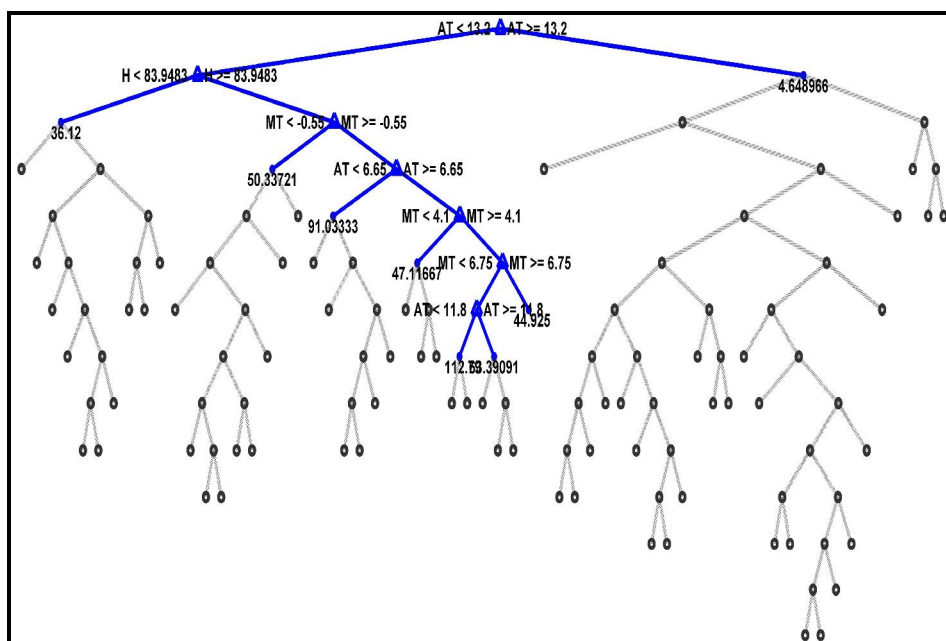 AT < 13.2 AT >= 13.2
H < 83.9483 H >= 83.9483
4.648966
36.12
MT < -0.55 MT >= -0.55
50.33721
AT < 6.65 AT >= 6.65
91.03333
MT < 4.1 MT >= 4.1
47.11667
MT < 6.75 MT >= 6.75
AT < 11.8 AT >= 11.8
44.925